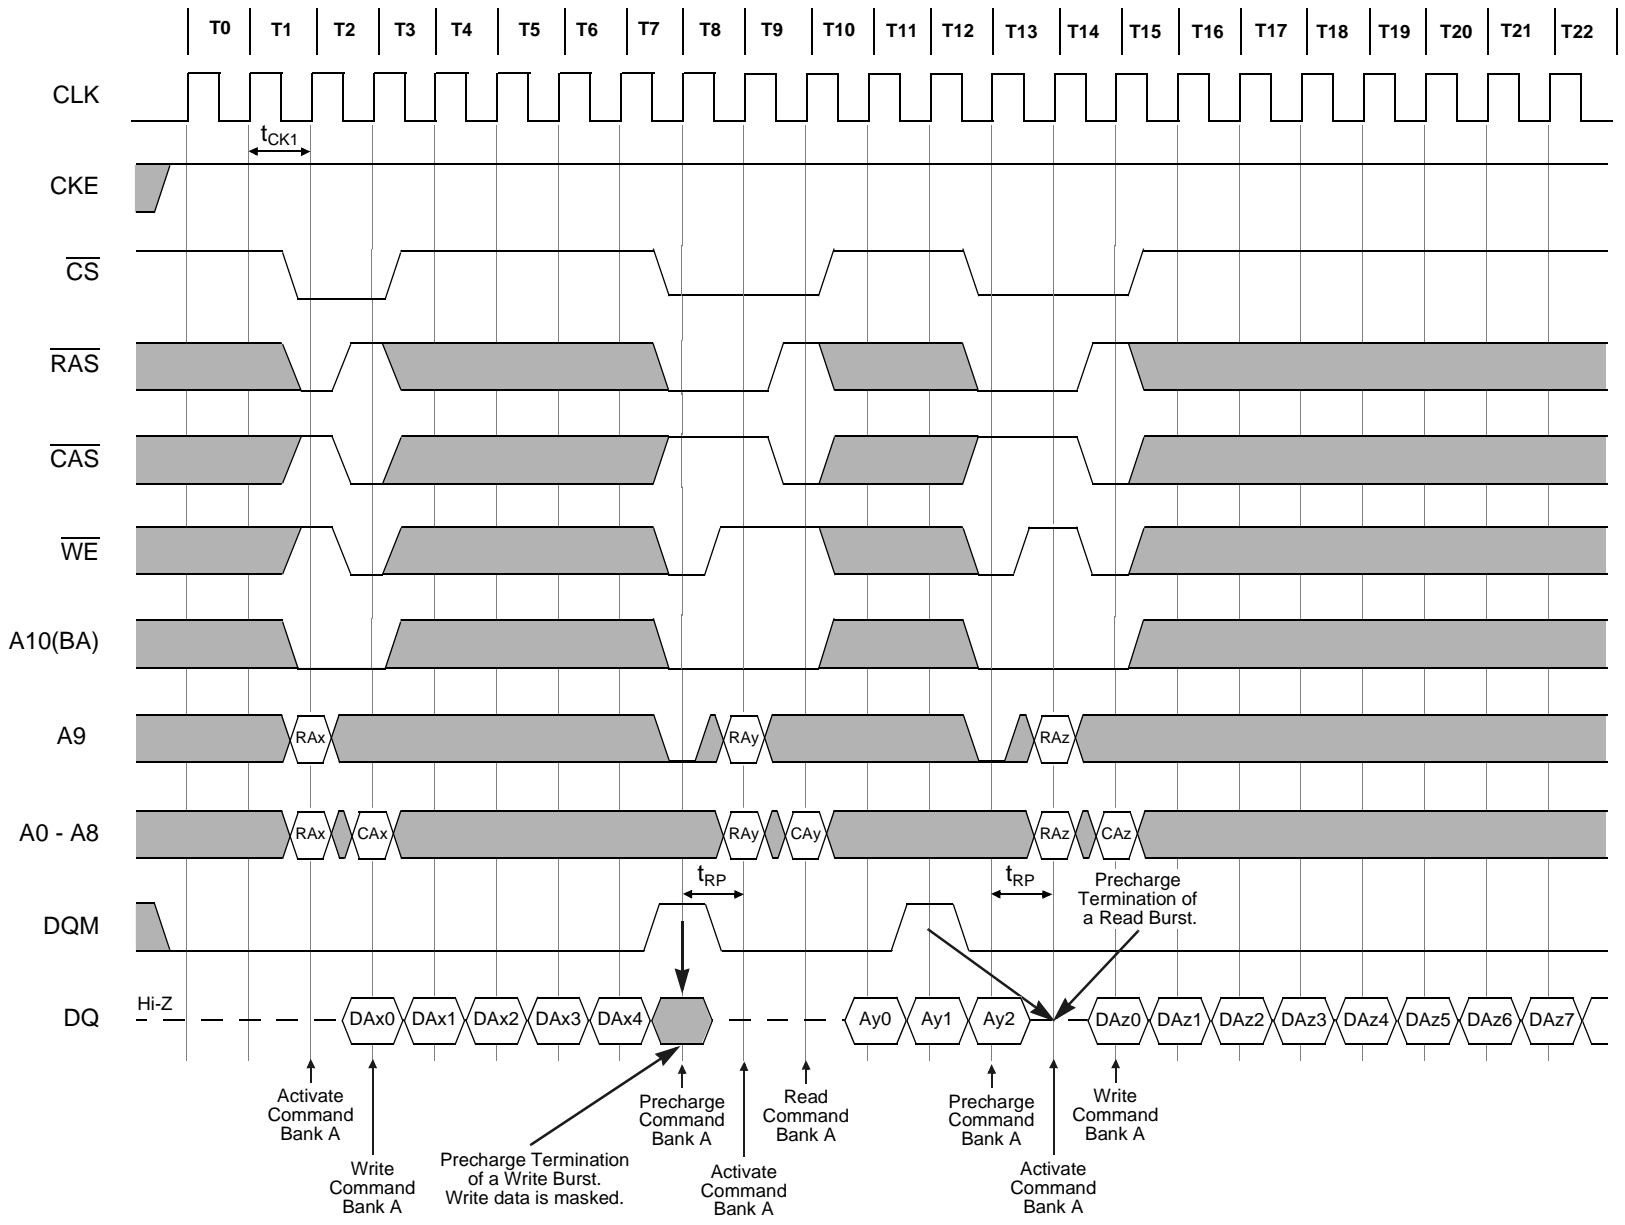 T0 T1 T2 T3 T4 T5 T6 T7 T8 T9 T10 T11 T12 T13 T14 T15 T16 T17 T18 T19 T20 T21 T22
CLK
tCK1
CKE
CS
RAS
CAS
WE
A10(BA)
A9
RAx RAy RAz
A0 - A8
RAx CAx RAy CAy RAz CAz
tRP tRP
Precharge
Termination of
a Read Burst.
DQM
DQ
Hi-Z
DAx0 DAx1 DAx2 DAx3 DAx4 Ay0 Ay1 Ay2 DAz0 DAz1 DAz2 DAz3 DAz4 DAz5 DAz6 DAz7
Activate
Command
Bank A
Write
Command
Bank A
Precharge Termination
of a Write Burst.
Write data is masked.
Precharge
Command
Bank A
Activate
Command
Bank A
Read
Command
Bank A
Precharge
Command
Bank A
Activate
Command
Bank A
Write
Command
Bank A